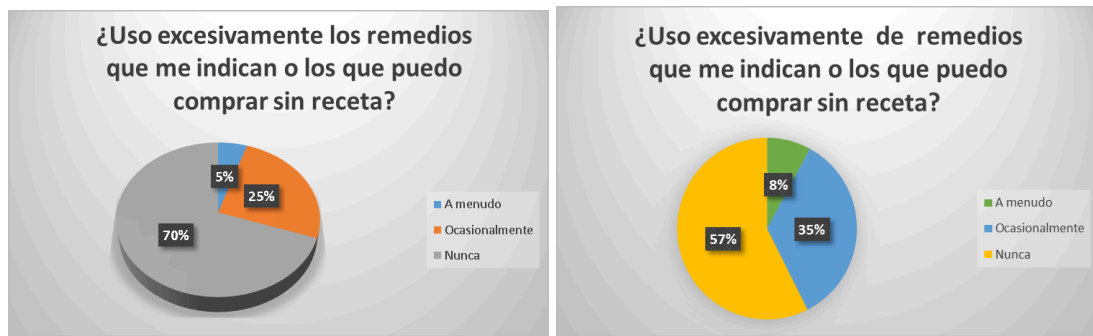 ¿Uso excesivamente los remedios
que me indican o los que puedo
comprar sin receta?
5%
25%
70%
A menudo
Ocasionalmente
Nunca
¿Uso excesivamente de remedios
que me indican o los que puedo
comprar sin receta?
8%
35%
57%
A menudo
Ocasionalmente
Nunca